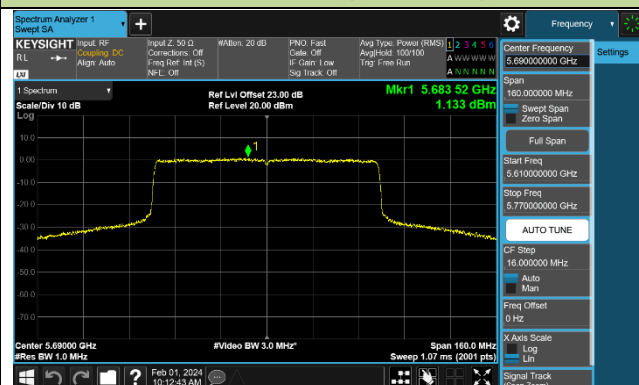 Spectrum Analyzer 1
Swept SA
Frequency
KEYSIGHT
RL
LXI
Input: RF
Coupling: DC
Align: Auto
Input Z: 50 Ω
Corrections: Off
Freq Ref: Int (S)
NFE: Off
#Atten: 20 dB
PNO: Fast
Gate: Off
IF Gain: Low
Sig Track: Off
Avg Type: Power (RMS)
Avg|Hold: 100/100
Trig: Free Run
1 2 3 4 5 6
A W W W W W
A N N N N N
Center Frequency
5.690000000 GHz
Settings
Span
160.000000 MHz
Swept Span
Zero Span
Full Span
Start Freq
5.610000000 GHz
Stop Freq
5.770000000 GHz
AUTO TUNE
CF Step
16.000000 MHz
Auto
Man
Freq Offset
0 Hz
X Axis Scale
Log
Lin
Signal Track
(Span Zoom)
1 Spectrum
Scale/Div 10 dB
Log
Ref Lvl Offset 23.00 dB
Ref Level 20.00 dBm
Mkr1 5.683 52 GHz
1.133 dBm
1
10.0
0.00
-10.0
-20.0
-30.0
-40.0
-50.0
-60.0
-70.0
Center 5.69000 GHz
#Res BW 1.0 MHz
#Video BW 3.0 MHz*
Span 160.0 MHz
Sweep 1.07 ms (2001 pts)
?
Feb 01, 2024
10:12:43 AM